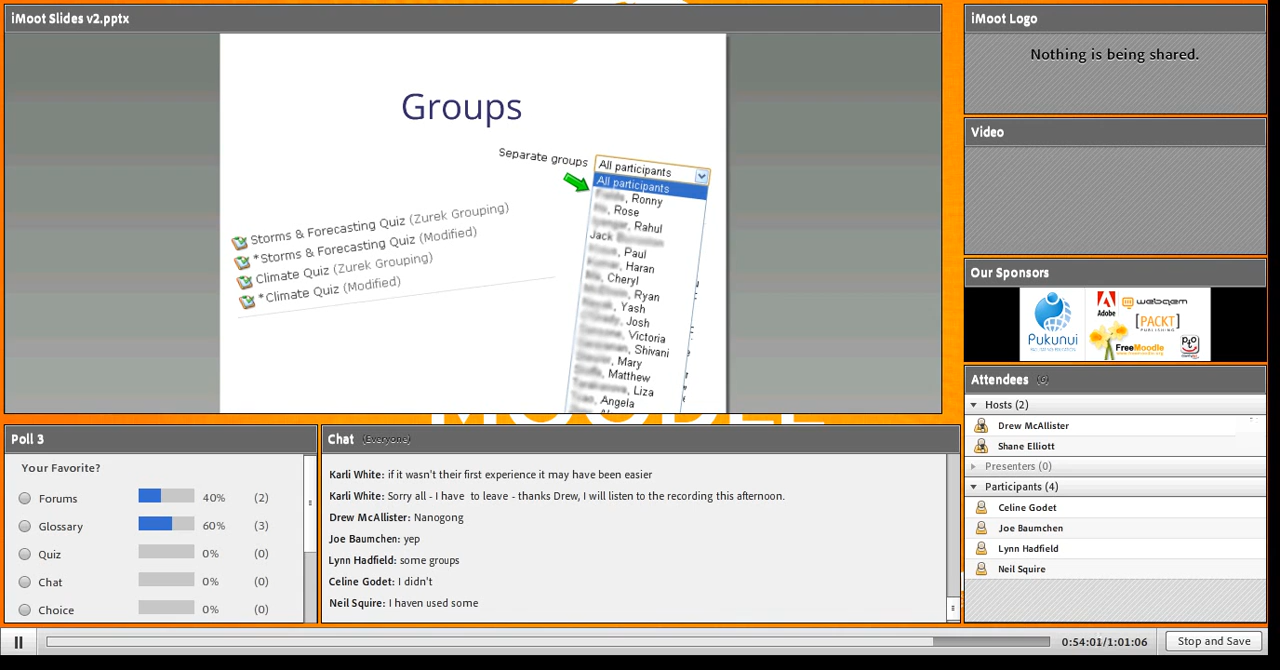 iMoot Slides v2.pptx
Groups
Separate groups
All participants
All participants
, Ronny
, Rose
, Rahul
Jack
, Paul
, Haran
, Cheryl
, Ryan
, Yash
, Josh
, Victoria
, Shivani
, Mary
, Matthew
, Liza
, Angela
Storms & Forecasting Quiz (Zurek Grouping)
*Storms & Forecasting Quiz (Modified)
Climate Quiz (Zurek Grouping)
*Climate Quiz (Modified)
iMoot Logo
Nothing is being shared.
Video
Our Sponsors
Pukunui
Adobe
webqem
[PACKT]
PUBLISHING
FreeMoodle
Attendees (6)
Hosts (2)
Drew McAllister
Shane Elliott
Presenters (0)
Participants (4)
Celine Godet
Joe Baumchen
Lynn Hadfield
Neil Squire
Poll 3
Your Favorite?
Forums 40% (2)
Glossary 60% (3)
Quiz 0% (0)
Chat 0% (0)
Choice 0% (0)
Chat (Everyone)
Karli White: if it wasn't their first experience it may have been easier
Karli White: Sorry all - I have to leave - thanks Drew, I will listen to the recording this afternoon.
Drew McAllister: Nanogong
Joe Baumchen: yep
Lynn Hadfield: some groups
Celine Godet: I didn't
Neil Squire: I haven used some
0:54:01/1:01:06
Stop and Save